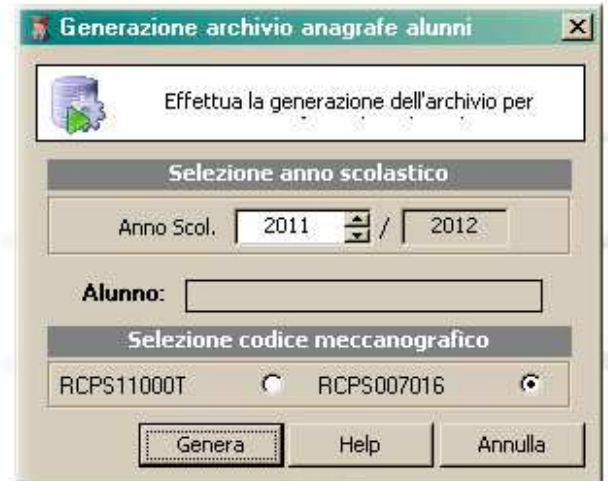 Generazione archivio anagrafe alunni
Effettua la generazione dell'archivio per
Selezione anno scolastico
Anno Scol. 2011 / 2012
Alunno:
Selezione codice meccanografico
RCPS11000T RCPS007016
Genera Help Annulla